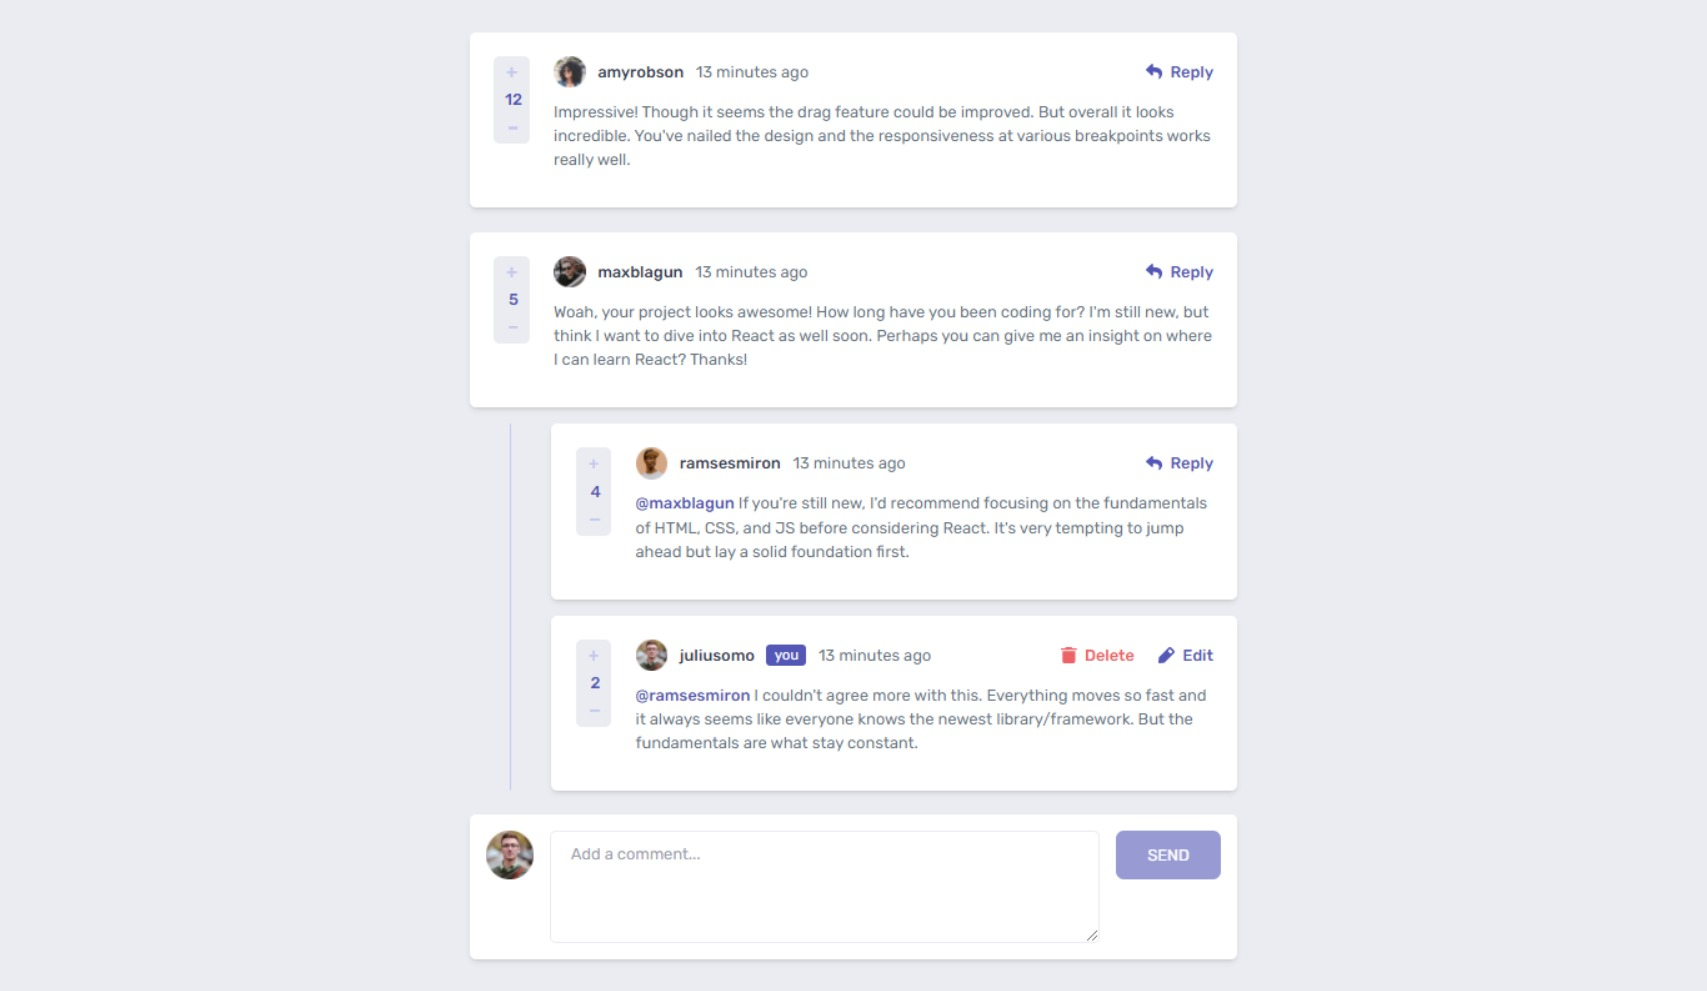 +
12
−
amyrobson 13 minutes ago Reply
Impressive! Though it seems the drag feature could be improved. But overall it looks
incredible. You've nailed the design and the responsiveness at various breakpoints works
really well.
+
5
−
maxblagun 13 minutes ago Reply
Woah, your project looks awesome! How long have you been coding for? I'm still new, but
think I want to dive into React as well soon. Perhaps you can give me an insight on where
I can learn React? Thanks!
+
4
−
ramsesmiron 13 minutes ago Reply
@maxblagun If you're still new, I'd recommend focusing on the fundamentals
of HTML, CSS, and JS before considering React. It's very tempting to jump
ahead but lay a solid foundation first.
+
2
−
juliusomo you 13 minutes ago Delete Edit
@ramsesmiron I couldn't agree more with this. Everything moves so fast and
it always seems like everyone knows the newest library/framework. But the
fundamentals are what stay constant.
Add a comment...
SEND